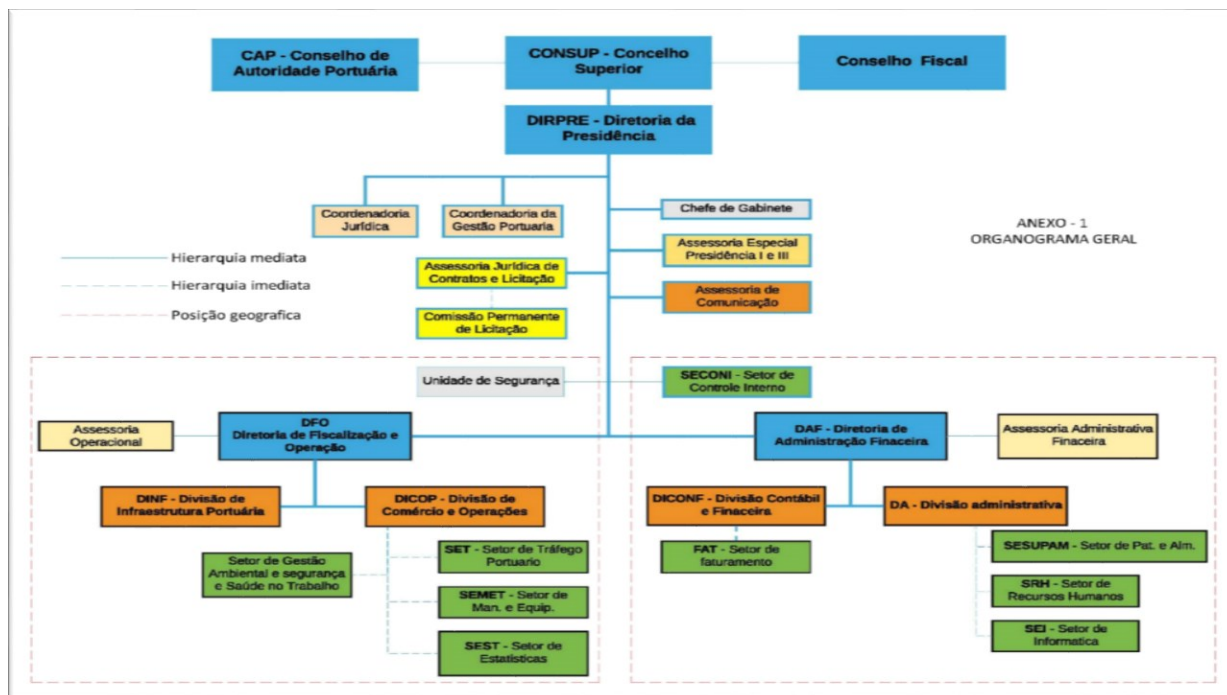 CAP - Conselho de
Autoridade Portuária
CONSUP - Concelho
Superior
Conselho Fiscal
DIRPRE - Diretoria da
Presidência
Coordenadoria
Jurídica
Coordenadoria da
Gestão Portuaria
Chefe de Gabinete
ANEXO - 1
ORGANOGRAMA GERAL
Assessoria Especial
Presidência I e III
Hierarquia mediata
Assessoria Jurídica de
Contratos e Licitação
Hierarquia imediata
Assessoria de
Comunicação
Posição geografica
Comissão Permanente
de Licitação
Unidade de Segurança
SECONI - Setor de
Controle Interno
Assessoria
Operacional
DFO
Diretoria de Fiscalização e
Operação
DAF - Diretoria de
Administração Finaceira
Assessoria Administrativa
Finaceira
DINF - Divisão de
Infraestrutura Portuária
DICOP - Divisão de
Comércio e Operações
DICONF - Divisão Contábil
e Finaceira
DA - Divisão administrativa
Setor de Gestão
Ambiental e segurança
e Saúde no Trabalho
SET - Setor de Tráfego
Portuario
FAT - Setor de
faturamento
SESUPAM - Setor de Pat. e Alm.
SEMET - Setor de
Man. e Equip.
SRH - Setor de
Recursos Humanos
SEST - Setor de
Estatísticas
SEI - Setor de
Informatica